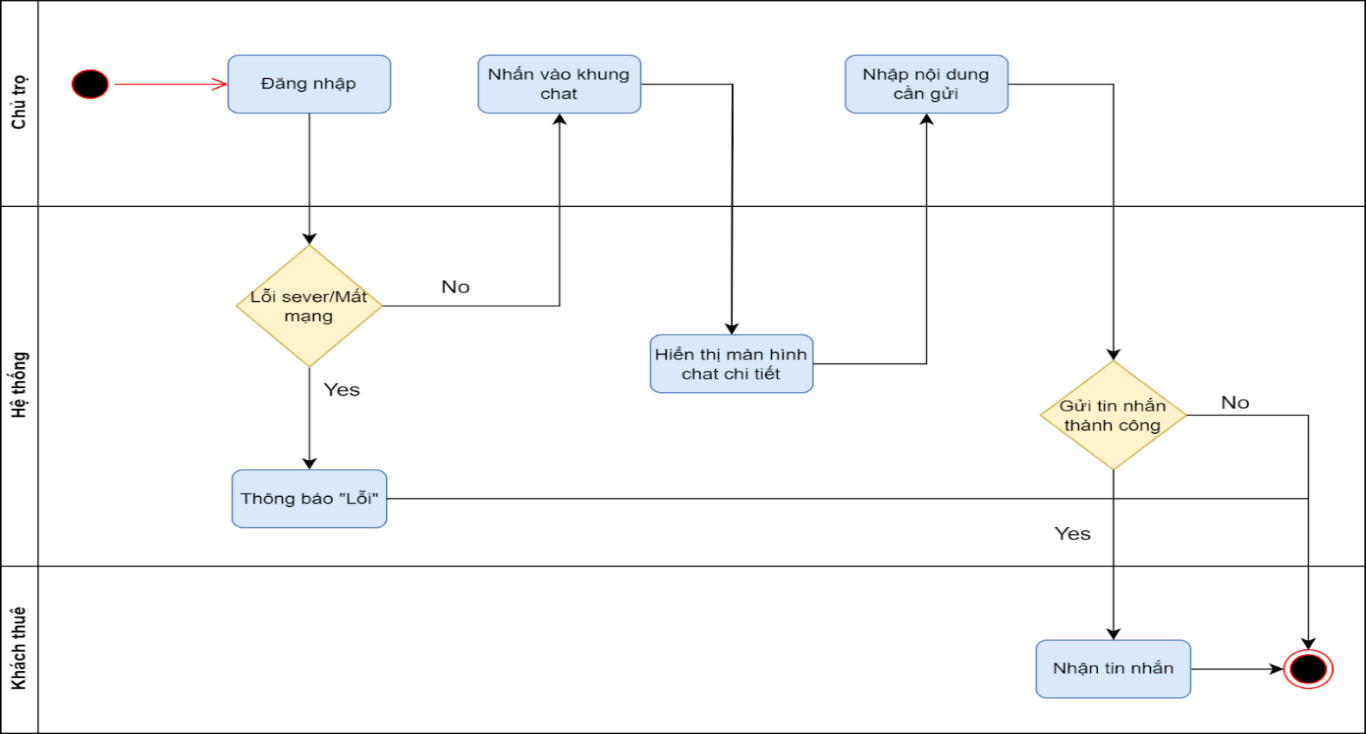 Chủ trọ
Đăng nhập
Nhấn vào khung
chat
Nhập nội dung
cần gửi
Hệ thống
Lỗi sever/Mất
mạng
No
Yes
Hiển thị màn hình
chat chi tiết
Gửi tin nhắn
thành công
No
Yes
Thông báo "Lỗi"
Khách thuê
Nhận tin nhắn